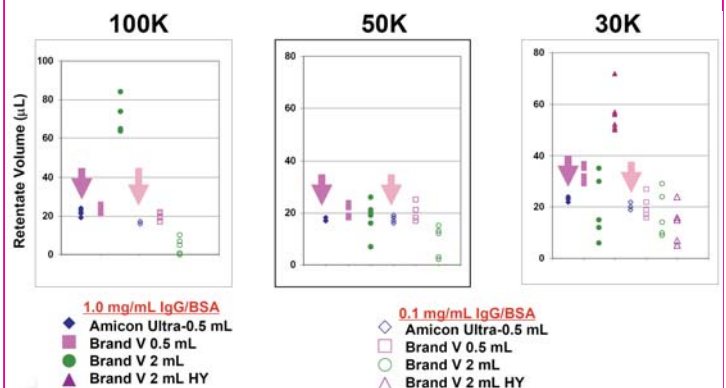 100K 50K 30K
Retentate Volume (µL)
100
80
60
40
20
0
80
60
40
20
0
80
60
40
20
0
1.0 mg/mL IgG/BSA
Amicon Ultra-0.5 mL
Brand V 0.5 mL
Brand V 2 mL
Brand V 2 mL HY
0.1 mg/mL IgG/BSA
Amicon Ultra-0.5 mL
Brand V 0.5 mL
Brand V 2 mL
Brand V 2 mL HY